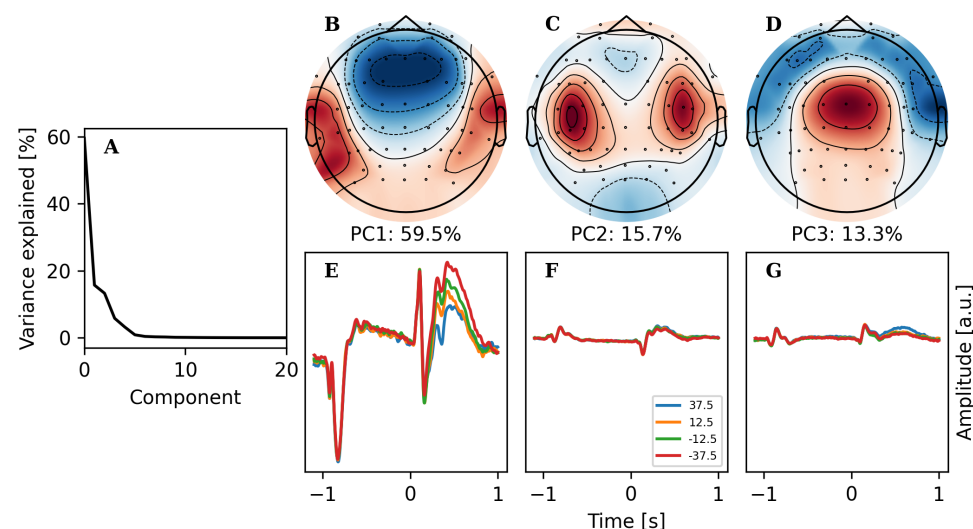 B
C
D
A
Variance explained [%]
60
40
20
0
0
10
20
Component
PC1: 59.5%
PC2: 15.7%
PC3: 13.3%
E
F
G
37.5
12.5
-12.5
-37.5
−1
0
1
−1
0
1
−1
0
1
Time [s]
Amplitude [a.u.]